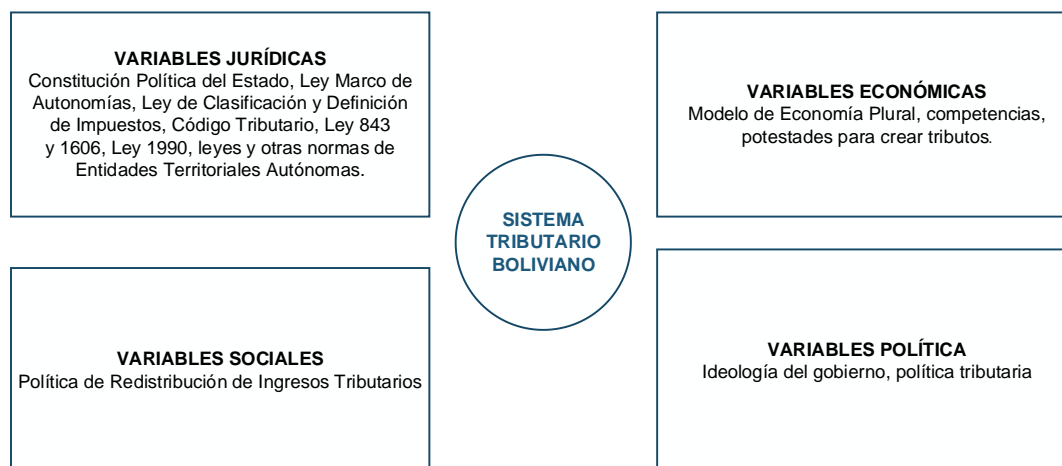 VARIABLES JURÍDICAS
Constitución Política del Estado, Ley Marco de
Autonomías, Ley de Clasificación y Definición
de Impuestos, Código Tributario, Ley 843
y 1606, Ley 1990, leyes y otras normas de
Entidades Territoriales Autónomas.
VARIABLES ECONÓMICAS
Modelo de Economía Plural, competencias,
potestades para crear tributos.
SISTEMA
TRIBUTARIO
BOLIVIANO
VARIABLES SOCIALES
Política de Redistribución de Ingresos Tributarios
VARIABLES POLÍTICA
Ideología del gobierno, política tributaria